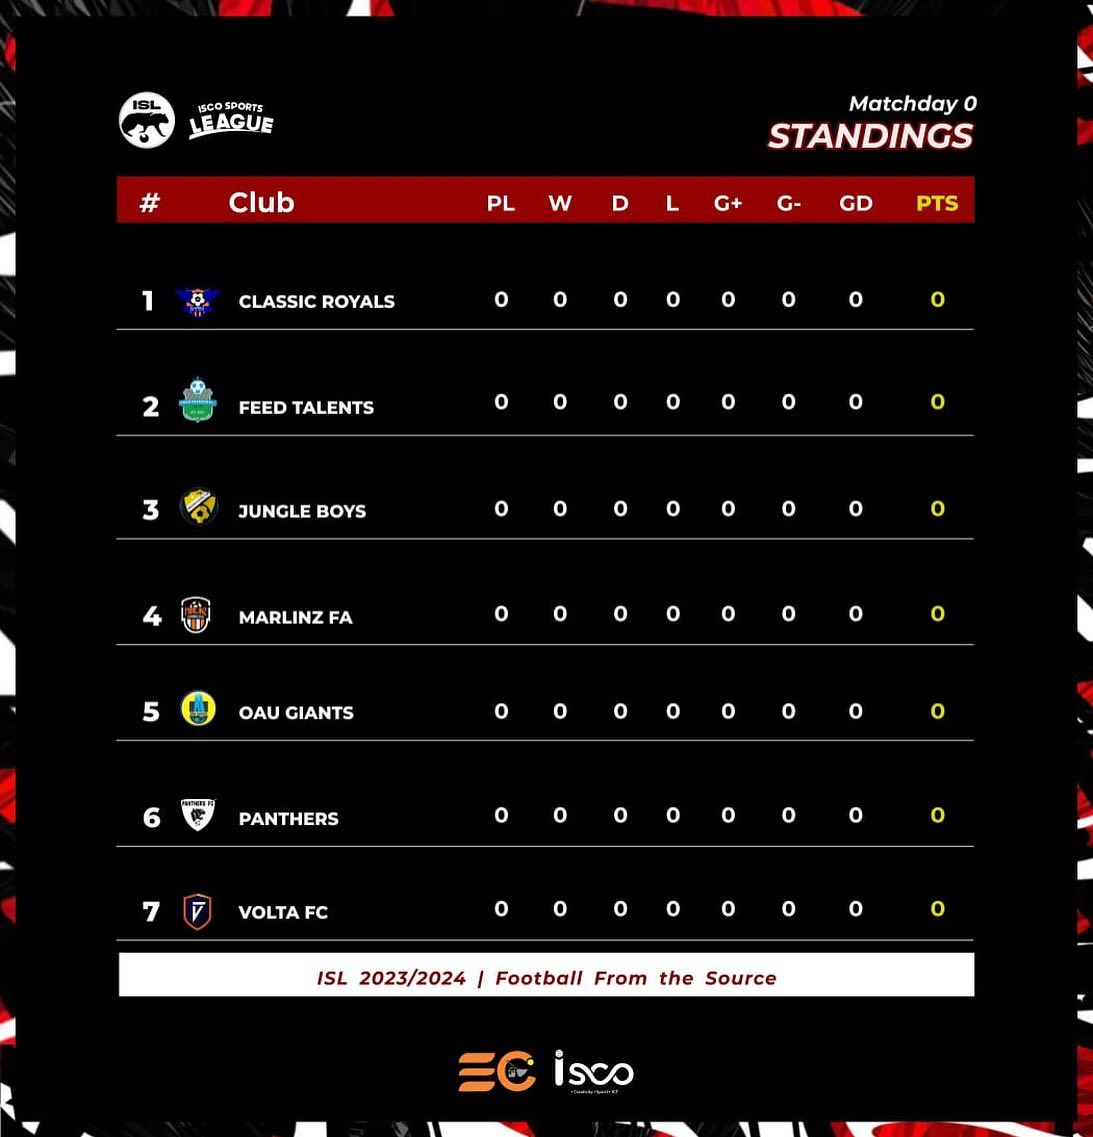 ISL
ISCO SPORTS
LEAGUE
Matchday 0
STANDINGS
# Club PL W D L G+ G- GD PTS
1 CLASSIC ROYALS 0 0 0 0 0 0 0 0
2 FEED TALENTS 0 0 0 0 0 0 0 0
3 JUNGLE BOYS 0 0 0 0 0 0 0 0
4 MARLINZ FA 0 0 0 0 0 0 0 0
5 OAU GIANTS 0 0 0 0 0 0 0 0
PANTHERS FC
6 PANTHERS 0 0 0 0 0 0 0 0
7 VOLTA FC 0 0 0 0 0 0 0 0
ISL 2023/2024 | Football From the Source
EC isco